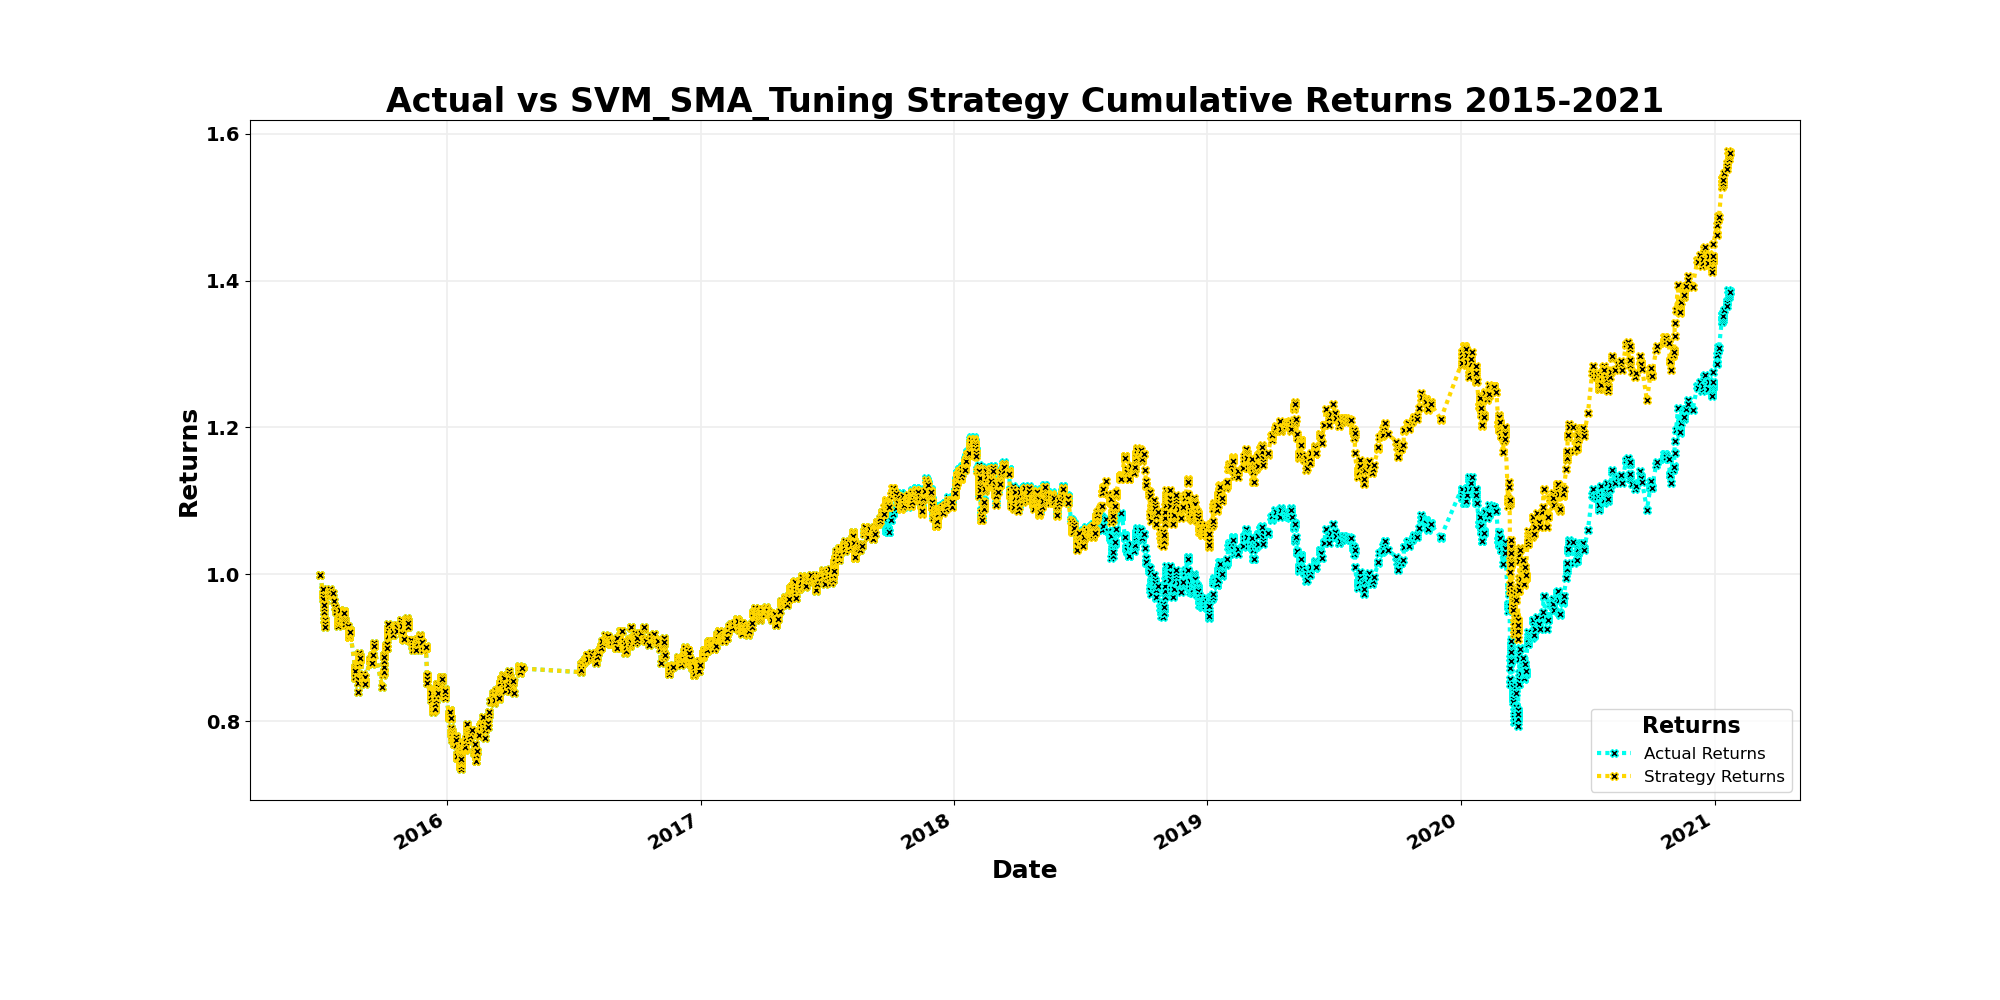 Actual vs SVM_SMA_Tuning Strategy Cumulative Returns 2015-2021
1.6
1.4
1.2
1.0
0.8
Returns
Returns
Actual Returns
Strategy Returns
2016
2017
2018
2019
2020
2021
Date